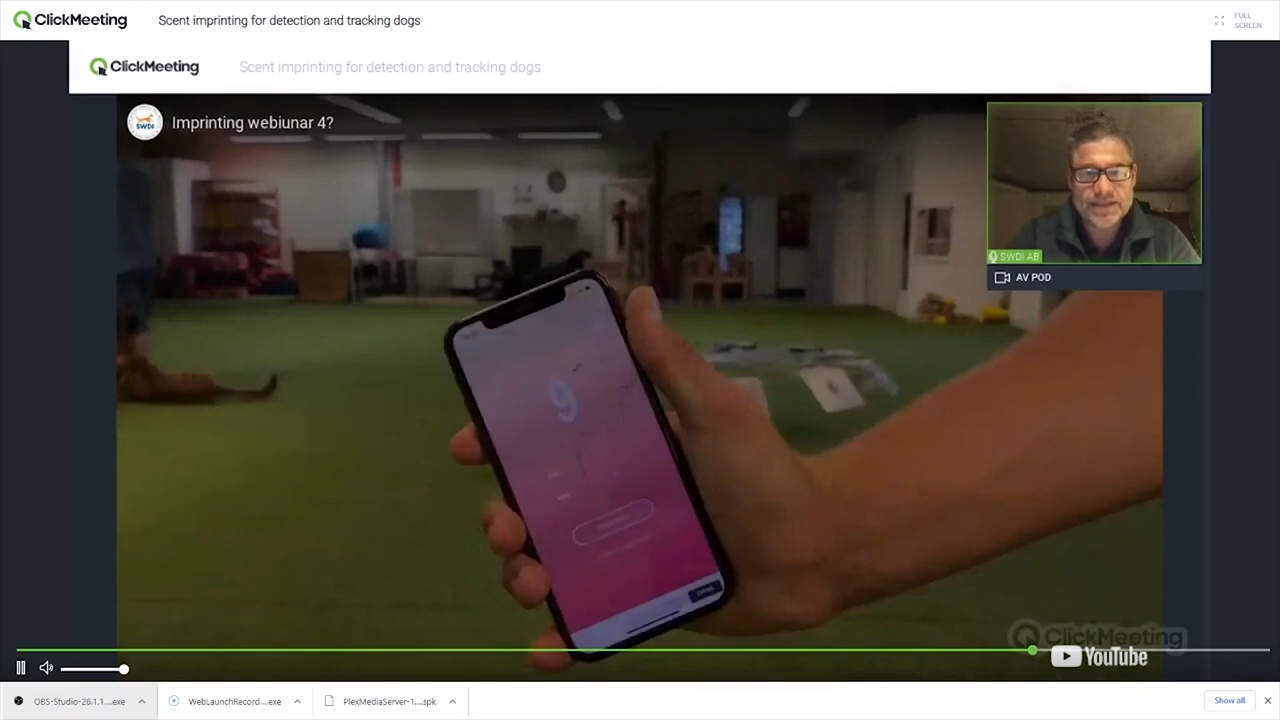 ClickMeeting
Scent imprinting for detection and tracking dogs
FULL
SCREEN
ClickMeeting
Scent imprinting for detection and tracking dogs
SWDI
Imprinting webiunar 4?
SWDI AB
AV POD
9
ClickMeeting
YouTube
OBS-Studio-26.1.1....exe
WebLaunchRecord....exe
PlexMediaServer-1....spk
Show all